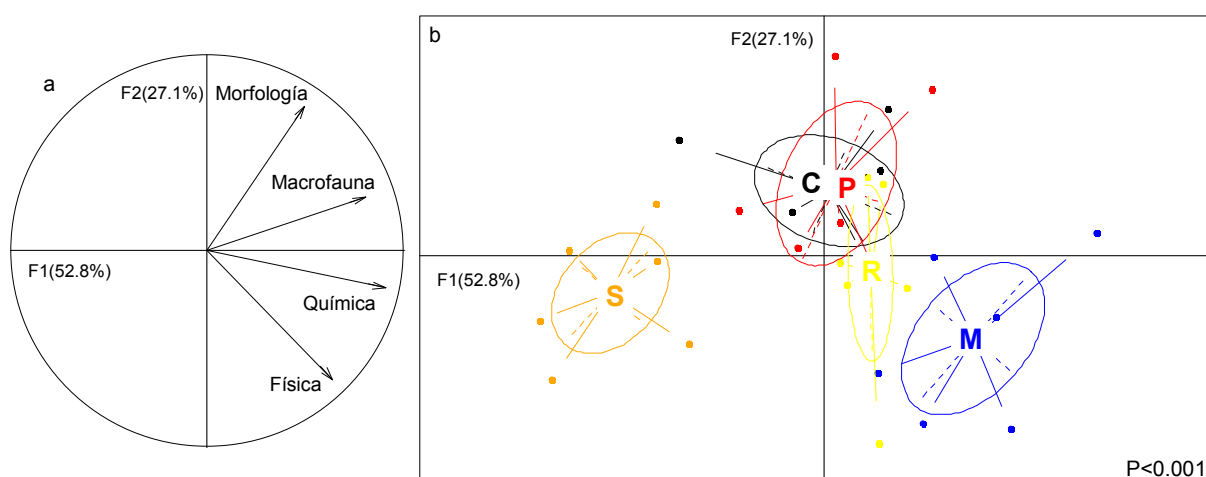 a
F2(27.1%)
Morfología
Macrofauna
F1(52.8%)
Química
Física
b
F2(27.1%)
C
P
R
S
M
F1(52.8%)
P<0.001